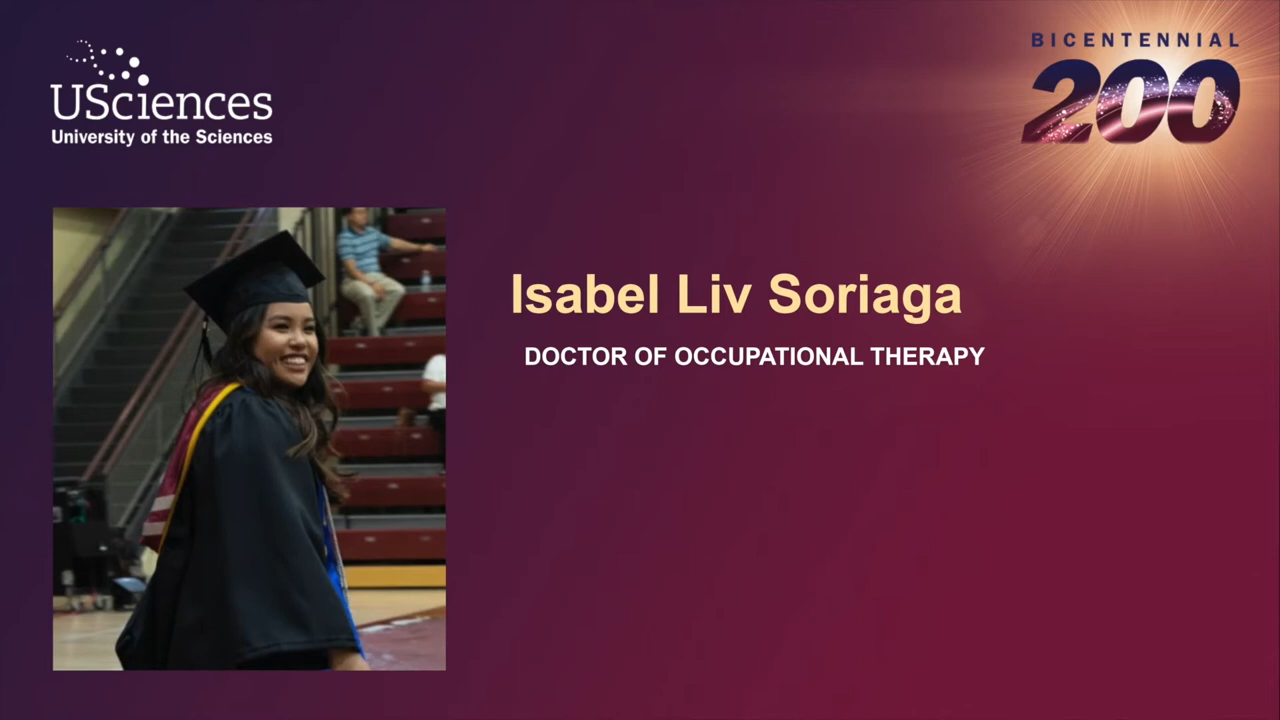 USciences
University of the Sciences
BICENTENNIAL
200
Isabel Liv Soriaga
DOCTOR OF OCCUPATIONAL THERAPY